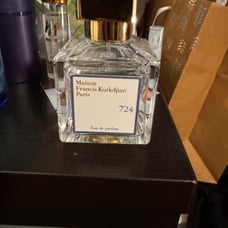 Maison
Francis Kurkdjian
Paris
724
Eau de parfum